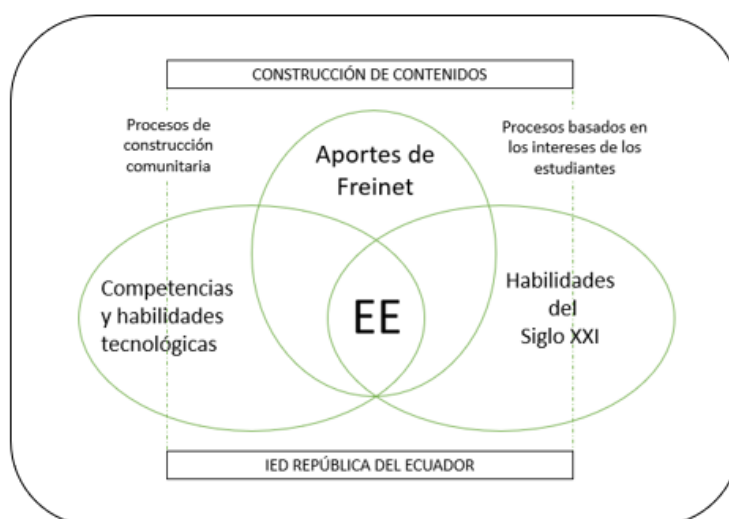 CONSTRUCCIÓN DE CONTENIDOS
Procesos de
construcción
comunitaria
Aportes de
Freinet
Procesos basados en
los intereses de los
estudiantes
Competencias
y habilidades
tecnológicas
EE
Habilidades
del
Siglo XXI
IED REPÚBLICA DEL ECUADOR